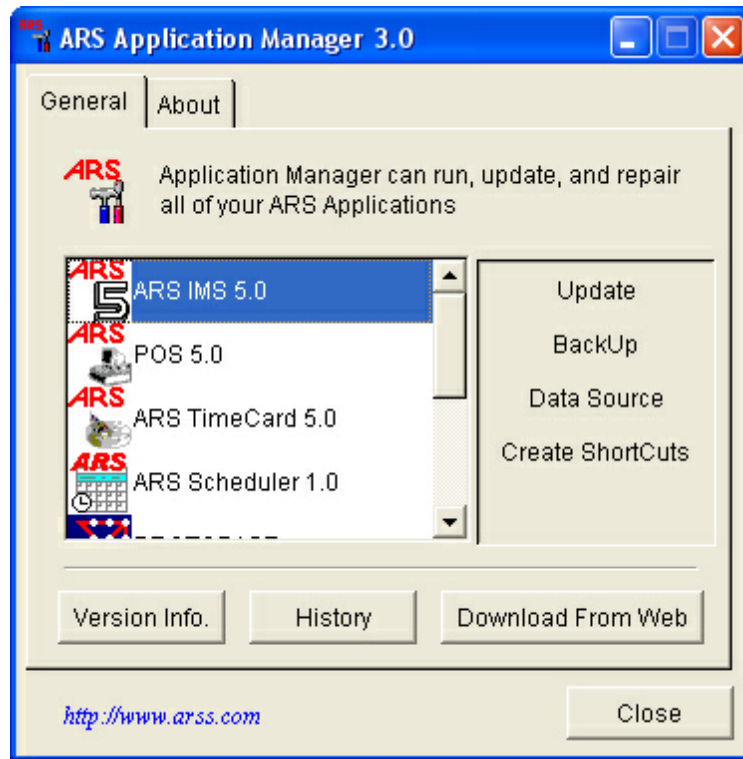 ARS
ARS Application Manager 3.0
General
About
ARS
Application Manager can run, update, and repair
all of your ARS Applications
ARS
5
ARS IMS 5.0
ARS
POS 5.0
ARS
ARS TimeCard 5.0
ARS
ARS Scheduler 1.0
Update
BackUp
Data Source
Create ShortCuts
Version Info.
History
Download From Web
http://www.arss.com
Close